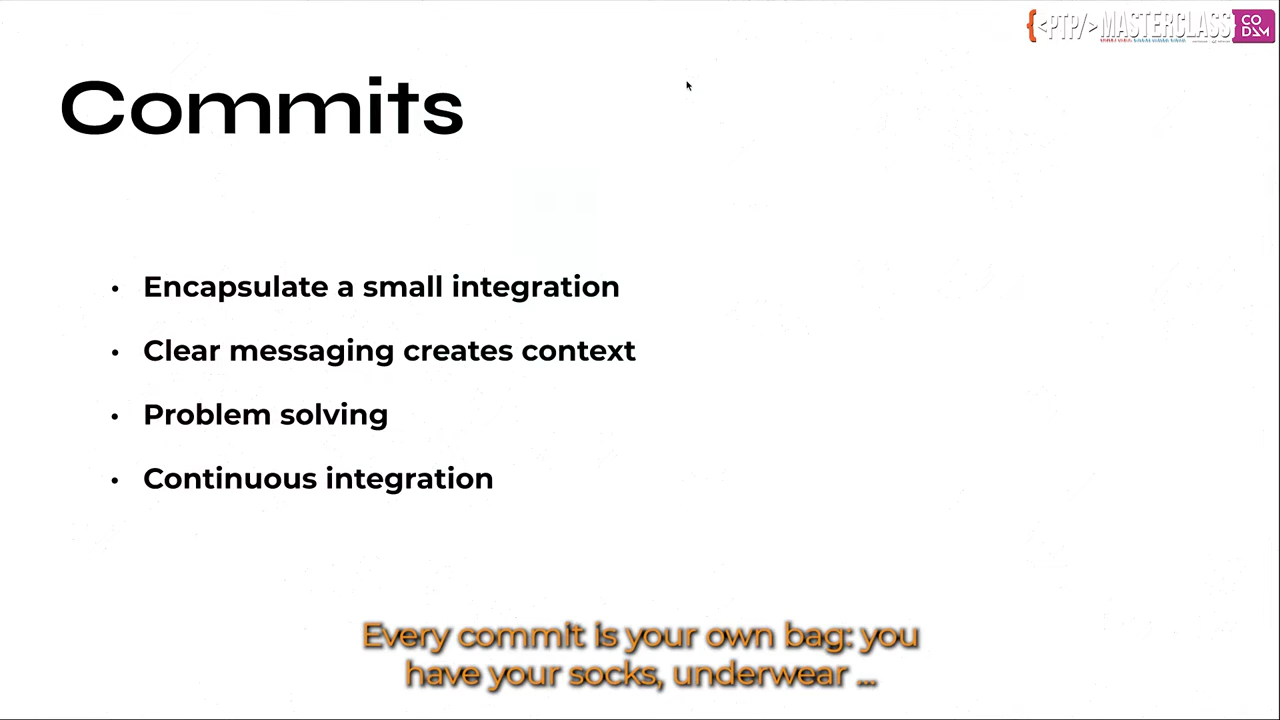 {<PTP/>MASTERCLASS
CO
D/M
Commits
• Encapsulate a small integration
• Clear messaging creates context
• Problem solving
• Continuous integration
Every commit is your own bag: you
have your socks, underwear ...